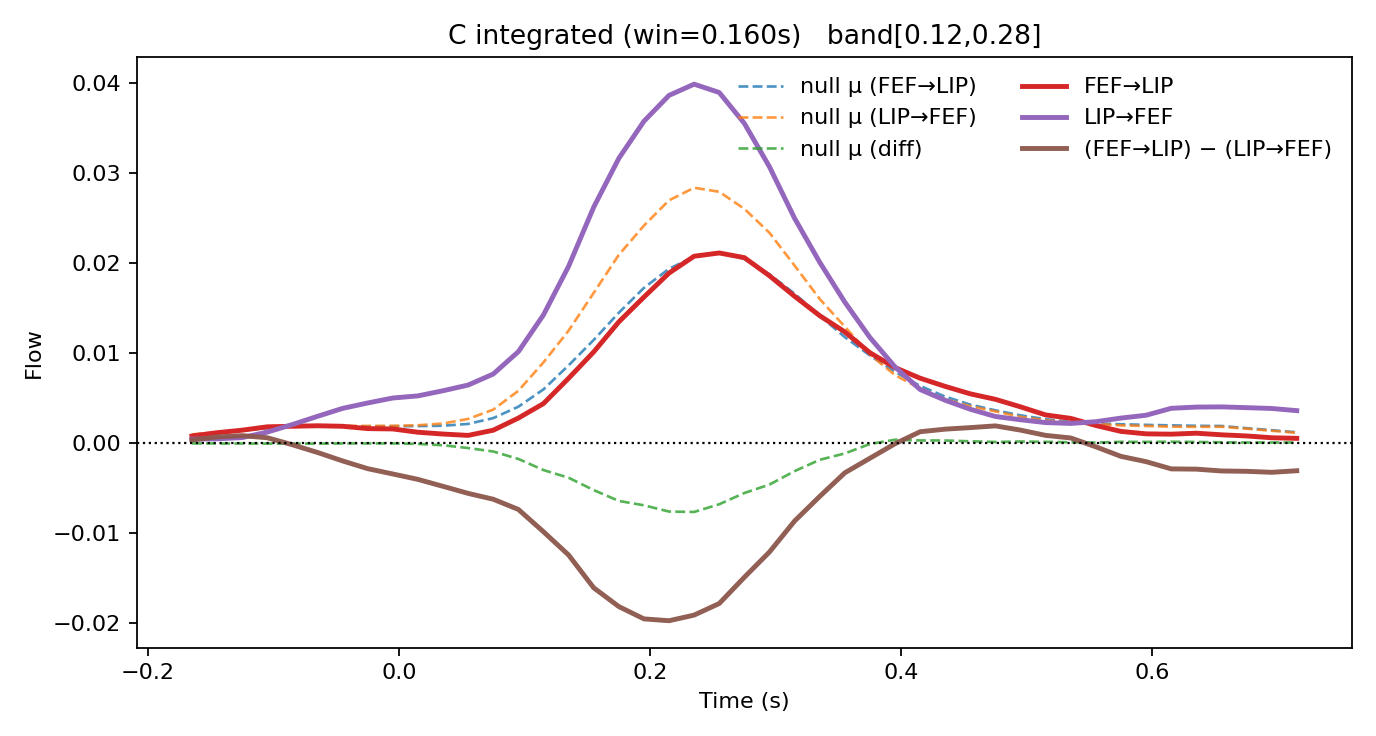 C integrated (win=0.160s)   band[0.12,0.28]
null μ (FEF→LIP)
null μ (LIP→FEF)
null μ (diff)
FEF→LIP
LIP→FEF
(FEF→LIP) − (LIP→FEF)
Flow
0.04
0.03
0.02
0.01
0.00
−0.01
−0.02
−0.2
0.0
0.2
0.4
0.6
Time (s)